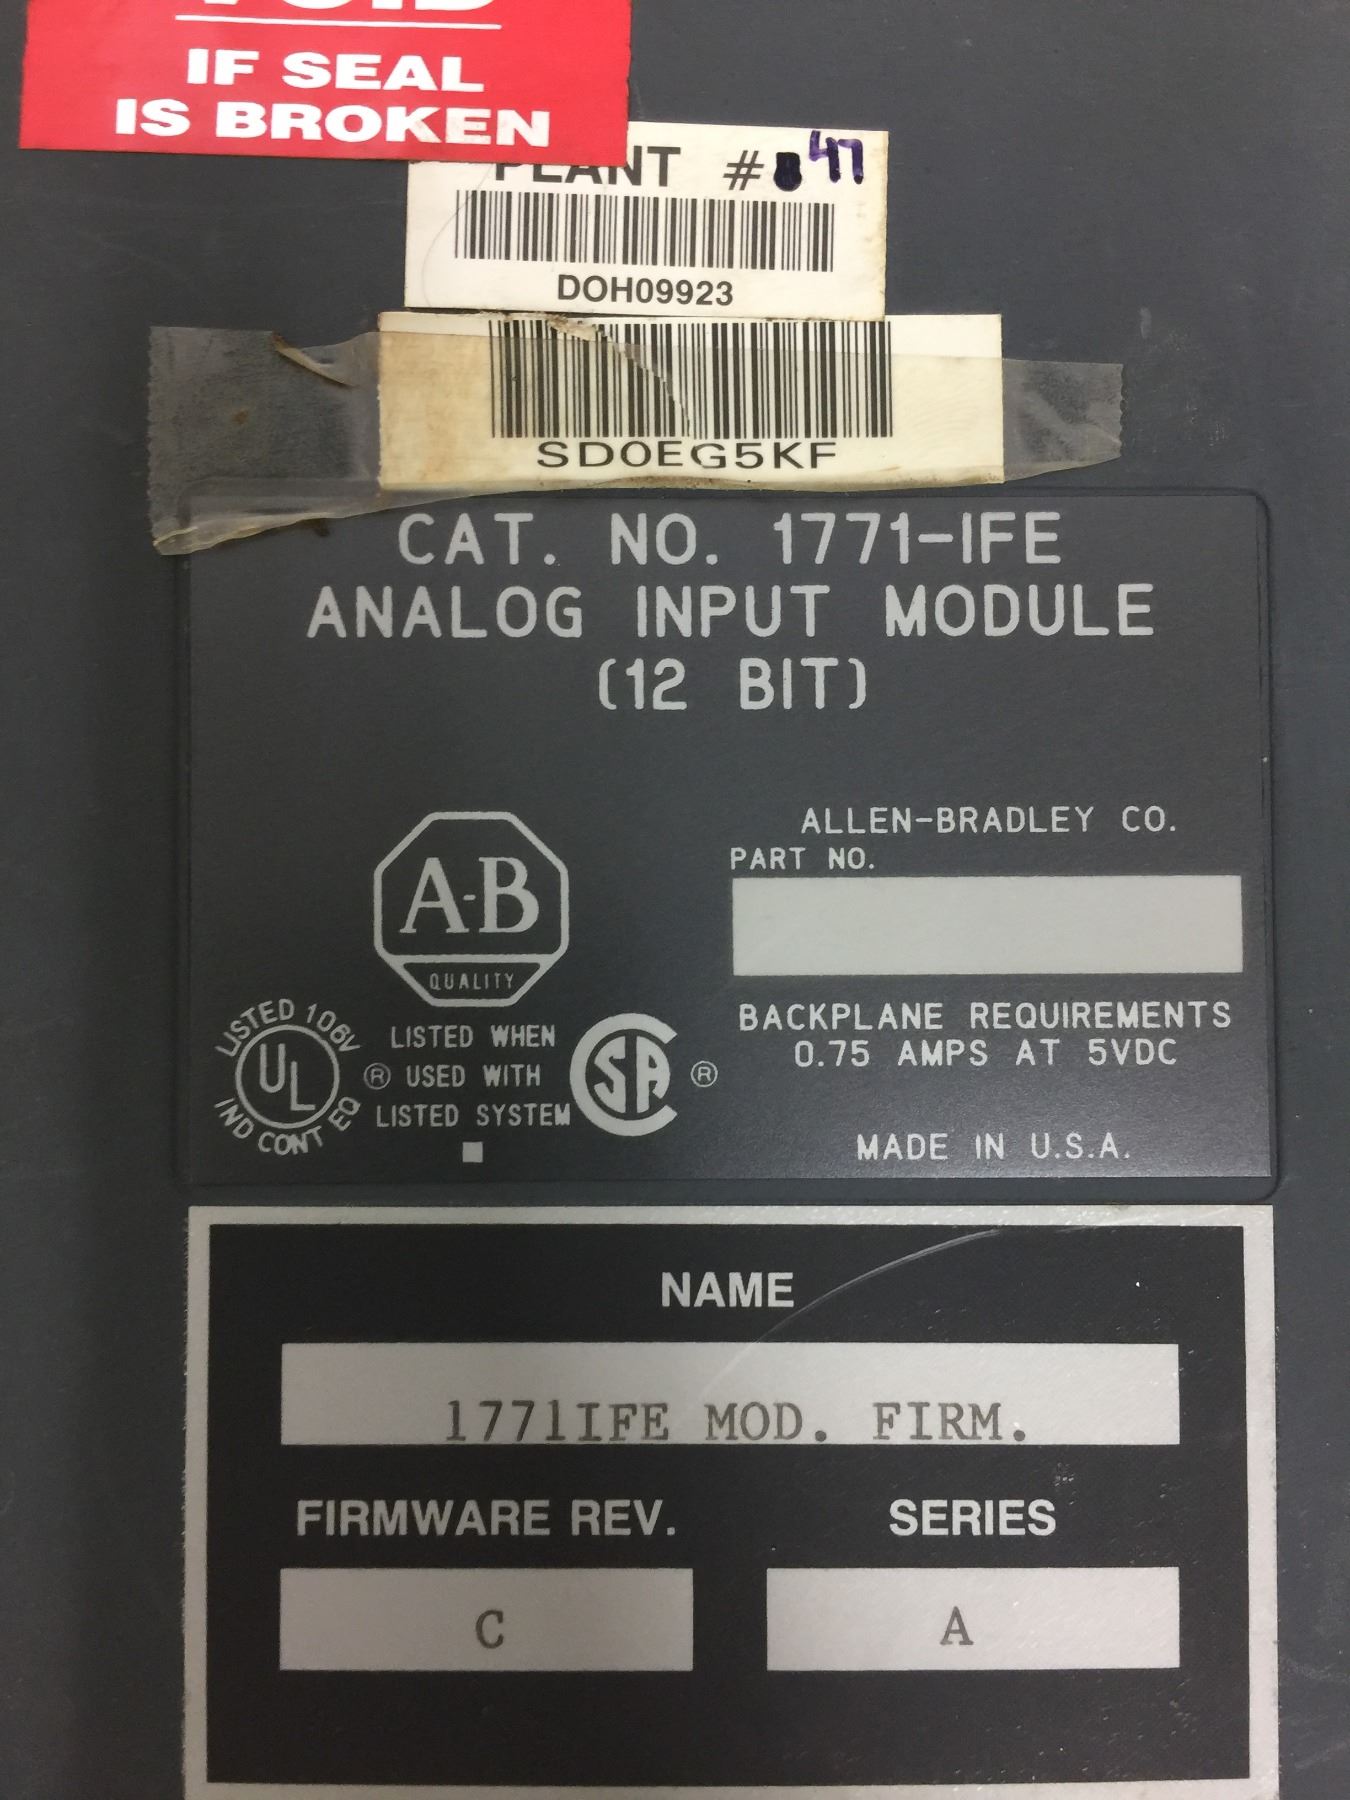 VOID
IF SEAL
IS BROKEN
PLANT # 47
DOH09923
SD0EG5KF
CAT. NO. 1771-IFE
ANALOG INPUT MODULE
(12 BIT)
A-B
QUALITY
ALLEN-BRADLEY CO.
PART NO.
BACKPLANE REQUIREMENTS
0.75 AMPS AT 5VDC
MADE IN U.S.A.
LISTED 106V
UL
IND CONT EQ
®
LISTED WHEN
USED WITH
LISTED SYSTEM
SA
®
NAME
1771IFE MOD. FIRM.
FIRMWARE REV.
SERIES
C
A